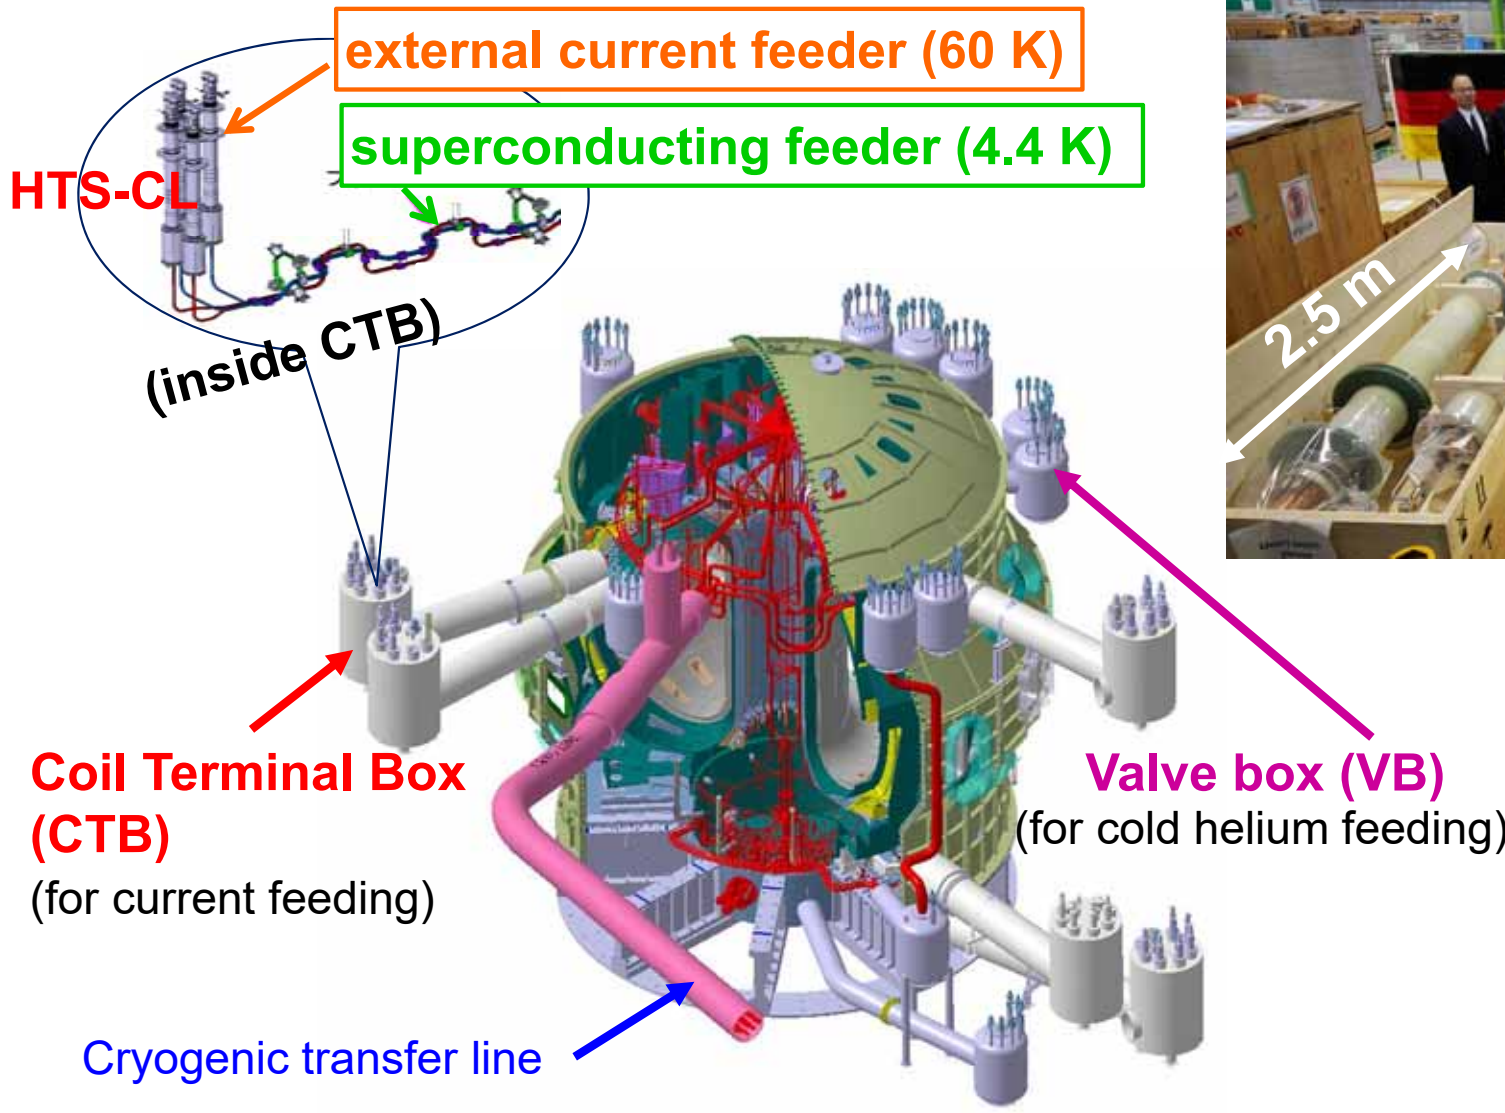 external current feeder (60 K)
superconducting feeder (4.4 K)
HTS-CL
(inside CTB)
2.5 m
Coil Terminal Box
(CTB)
(for current feeding)
Valve box (VB)
(for cold helium feeding)
Cryogenic transfer line